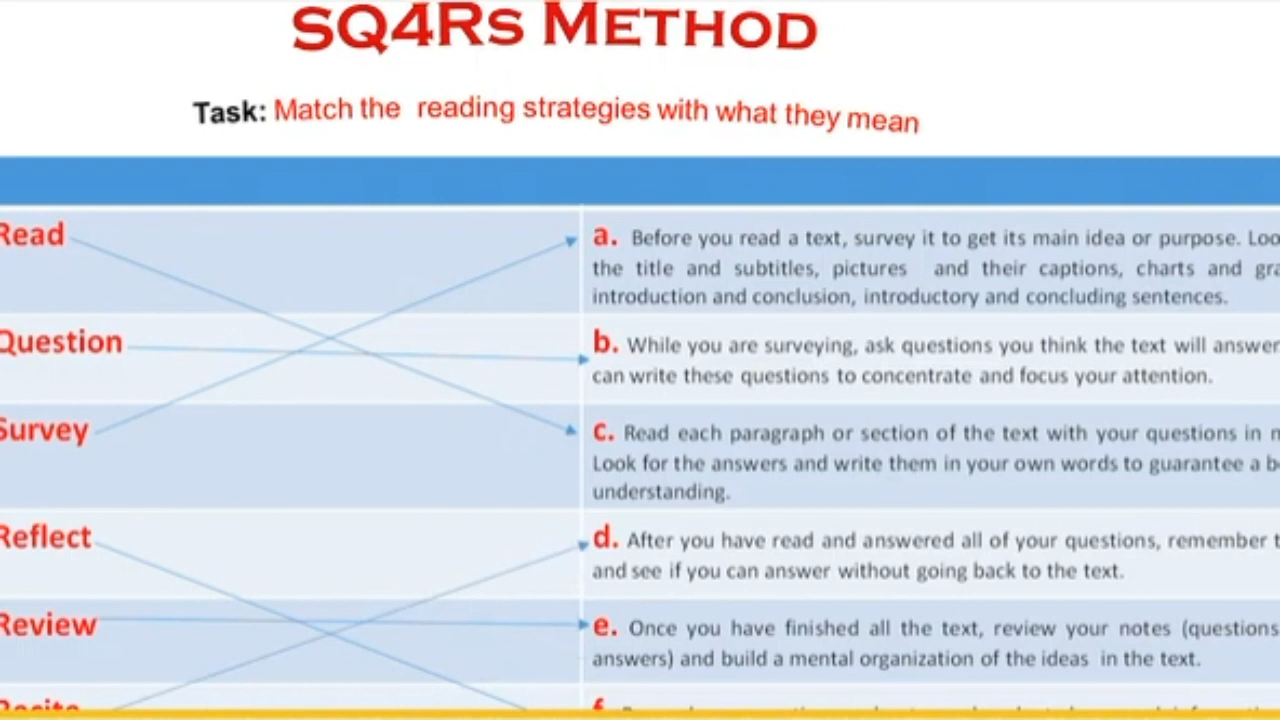 SQ4Rs Method
Task: Match the reading strategies with what they mean
Read
a. Before you read a text, survey it to get its main idea or purpose.
the title and subtitles, pictures and their captions, charts and
introduction and conclusion, introductory and concluding sentences.
Question
b. While you are surveying, ask questions you think the text will answer
can write these questions to concentrate and focus your attention.
Survey
c. Read each paragraph or section of the text with your questions in
Look for the answers and write them in your own words to guarantee a
understanding.
Reflect
d. After you have read and answered all of your questions, remember
and see if you can answer without going back to the text.
Review
e. Once you have finished all the text, review your notes (questions
answers) and build a mental organization of the ideas in the text.